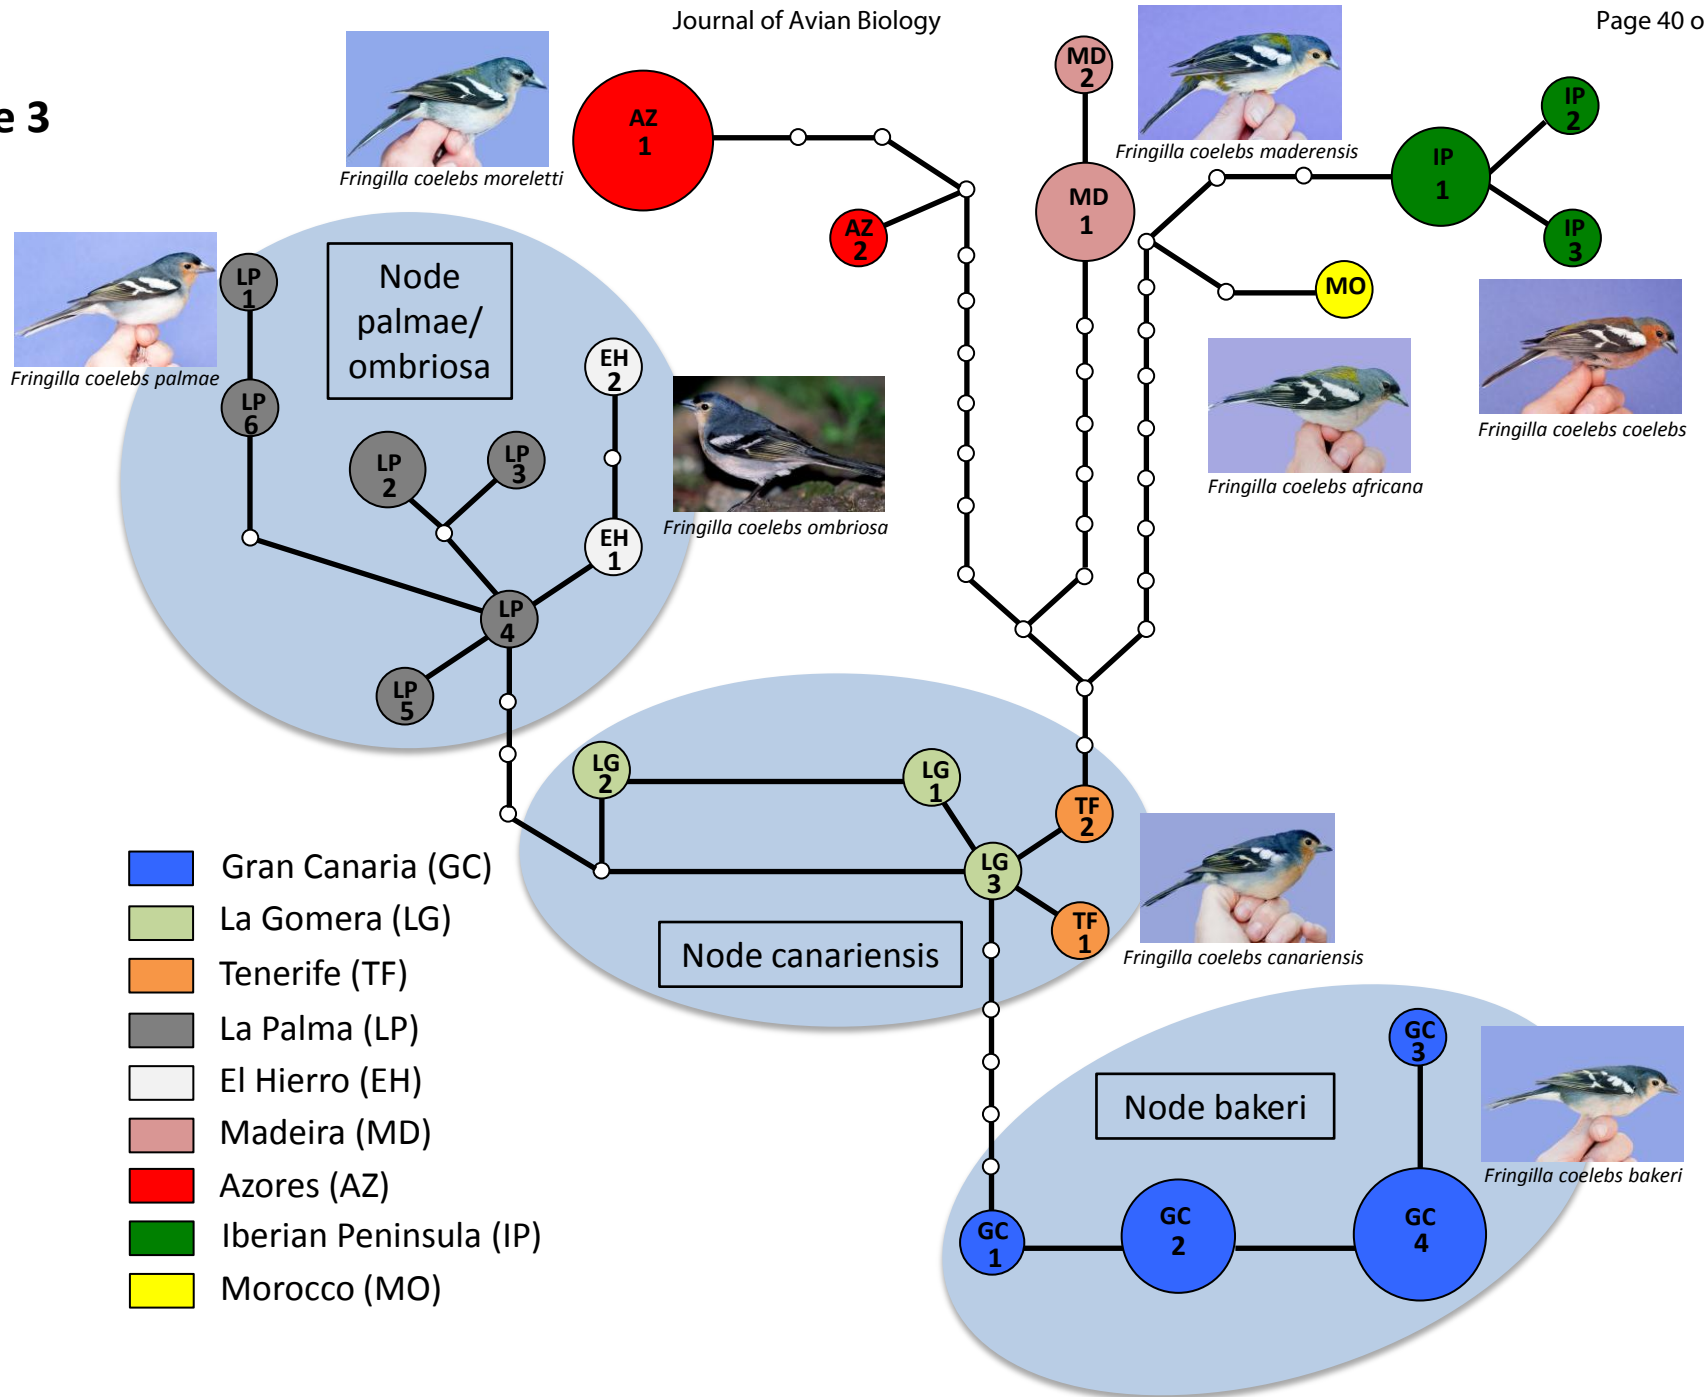 Journal of Avian Biology
Page 40 o
e 3
Fringilla coelebs moreletti
AZ
1
AZ
2
MD
2
MD
1
Fringilla coelebs maderensis
IP
1
IP
2
IP
3
MO
Fringilla coelebs africana
Fringilla coelebs coelebs
Fringilla coelebs palmae
LP
1
LP
6
Node
palmae/
ombriosa
LP
2
LP
3
EH
2
EH
1
LP
4
LP
5
Fringilla coelebs ombriosa
LG
2
LG
1
LG
3
TF
2
TF
1
Node canariensis
Fringilla coelebs canariensis
Gran Canaria (GC)
La Gomera (LG)
Tenerife (TF)
La Palma (LP)
El Hierro (EH)
Madeira (MD)
Azores (AZ)
Iberian Peninsula (IP)
Morocco (MO)
Node bakeri
GC
3
GC
1
GC
2
GC
4
Fringilla coelebs bakeri